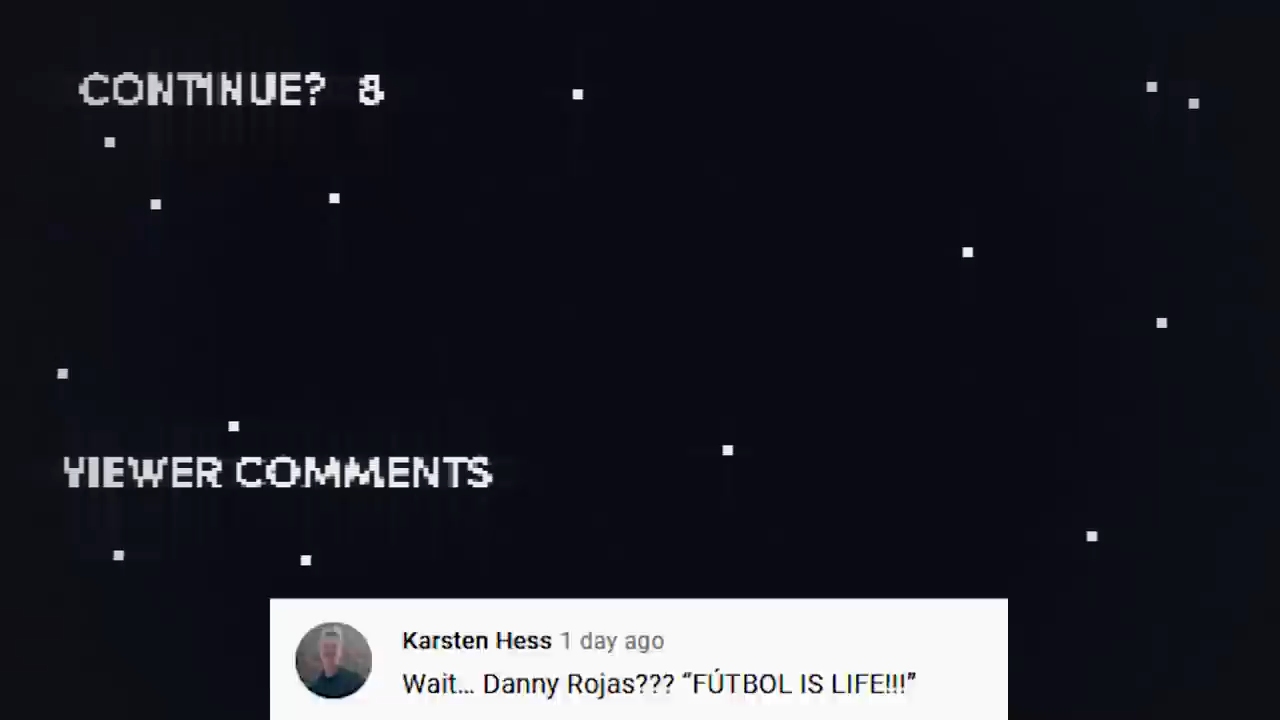 CONTINUE? 8
VIEWER COMMENTS
Karsten Hess 1 day ago
Wait... Danny Rojas??? “FÚTBOL IS LIFE!!!”